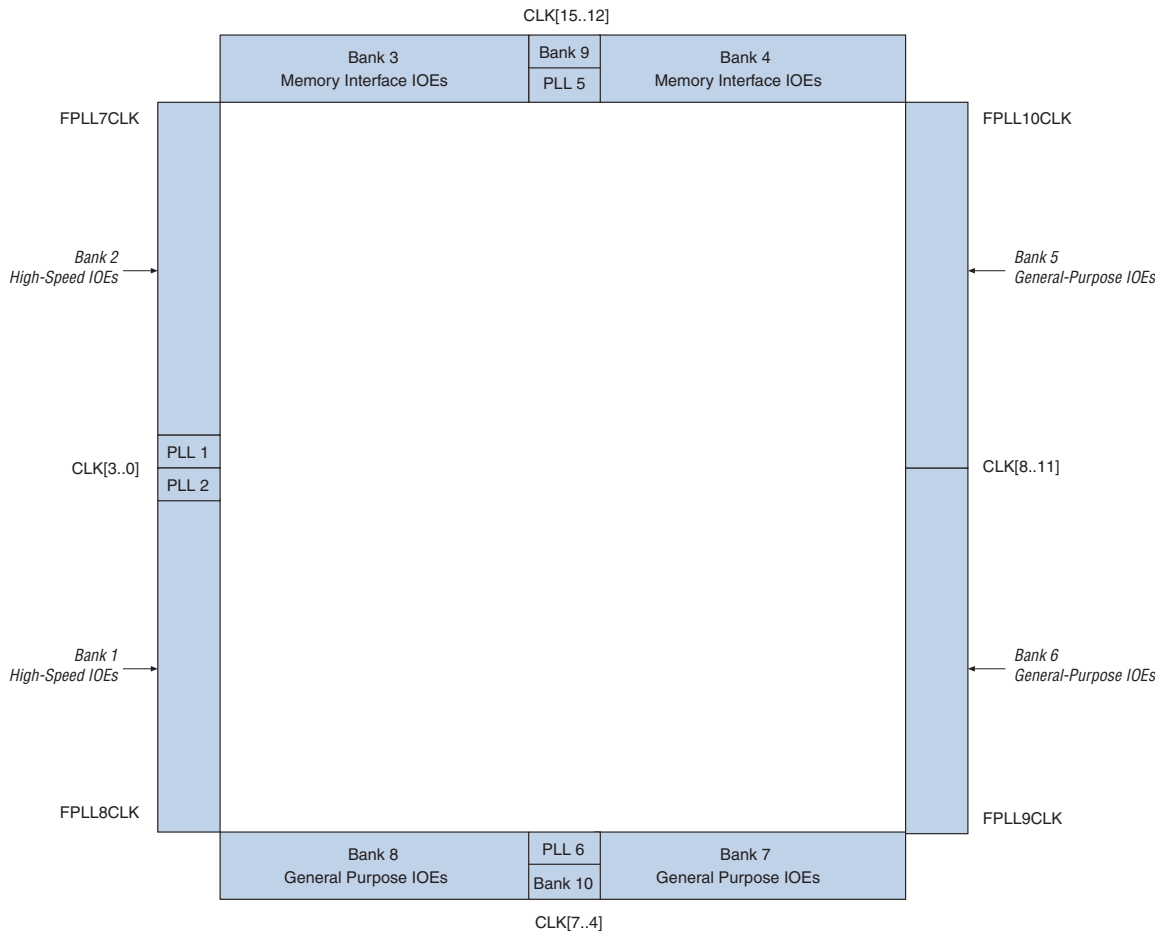 CLK[15..12]
Bank 3
Memory Interface IOEs
Bank 9
PLL 5
Bank 4
Memory Interface IOEs
FPLL7CLK
FPLL10CLK
Bank 2
High-Speed IOEs
Bank 5
General-Purpose IOEs
PLL 1
CLK[3..0]
PLL 2
CLK[8..11]
Bank 1
High-Speed IOEs
Bank 6
General-Purpose IOEs
FPLL8CLK
FPLL9CLK
Bank 8
General Purpose IOEs
PLL 6
Bank 10
Bank 7
General Purpose IOEs
CLK[7..4]